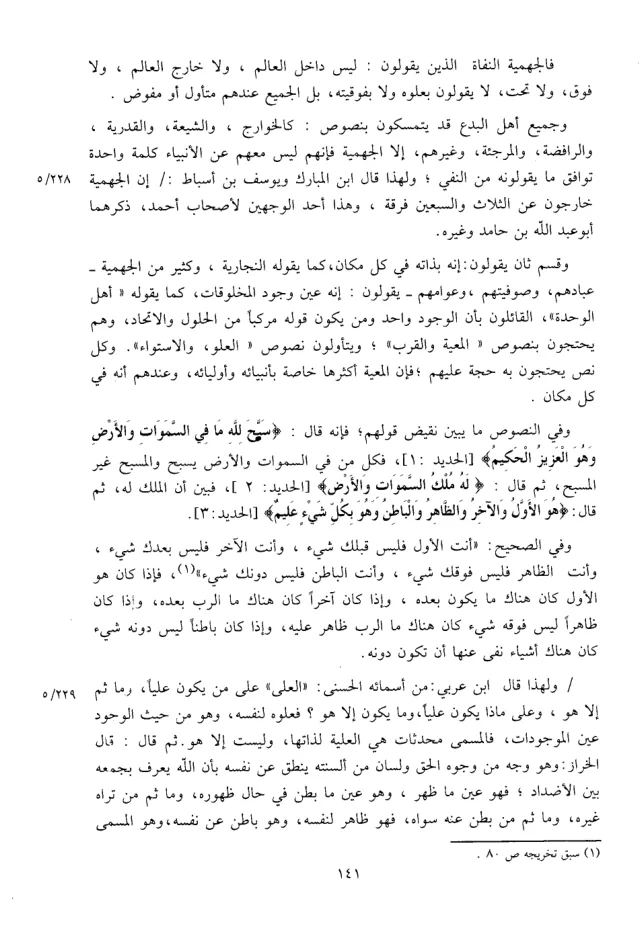 فالجهمية النفاة الذين يقولون : ليس داخل العالم ، ولا خارج العالم ، ولا
فوق، ولا تحت، لا يقولون بعلوه ولا بفوقيته، بل الجميع عندهم متأول أو مفوض .
وجميع أهل البدع قد يتمسكون بنصوص : كالخوارج ، والشيعة، والقدرية ،
والرافضة، والمرجئة، وغيرهم، إلا الجهمية فإنهم ليس معهم عن الأنبياء كلمة واحدة
توافق ما يقولونه من النفي ؛ ولهذا قال ابن المبارك ويوسف بن أسباط :/ إن الجهمية ٥/٢٢٨
خارجون عن الثلاث والسبعين فرقة ، وهذا أحد الوجهين لأصحاب أحمد، ذكرهما
أبوعبد الله بن حامد وغيره.
وقسم ثان يقولون:إنه بذاته في كل مكان،كما يقوله النجارية ، وكثير من الجهمية ـ
عبادهم، وصوفيتهم ،وعوامهم ـ يقولون : إنه عين وجود المخلوقات، كما يقوله « أهل
الوحدة»، القائلون بأن الوجود واحد ومن يكون قوله مركباً من الحلول والاتحاد، وهم
يحتجون بنصوص « المعية والقرب» ؛ ويتأولون نصوص « العلو، والاستواء». وكل
نص يحتجون به حجة عليهم ؛فإن المعية أكثرها خاصة بأنبيائه وأوليائه، وعندهم أنه في
كل مكان .
وفي النصوص ما يبين نقيض قولهم؛ فإنه قال : ﴿سَبَّحَ لِلَّهِ مَا فِي السَّمَوَاتِ وَالأَرْضِ
وَهُوَ الْعَزِيزُ الْحَكِيمُ﴾ [الحديد :١]، فكل من في السموات والأرض يسبح والمسبح غير
المسبح، ثم قال : ﴿ لَهُ مُلْكُ السَّمَوَاتِ وَالأَرْضِ﴾ [الحديد: ٢ ]، فبين أن الملك له، ثم
قال:﴿هُوَ الأَوَّلُ وَالآخِرُ وَالظَّاهِرُ وَالْبَاطِنُ وَهُوَ بِكُلِّ شَيْءٍ عَلِيمٌ﴾ [الحديد:٣].
وفي الصحيح: «أنت الأول فليس قبلك شيء ، وأنت الآخر فليس بعدك شيء ،
وأنت الظاهر فليس فوقك شيء ، وأنت الباطن فليس دونك شيء»(١)، فإذا كان هو
الأول كان هناك ما يكون بعده ، وإذا كان آخراً كان هناك ما الرب بعده، وإذا كان
ظاهراً ليس فوقه شيء كان هناك ما الرب ظاهر عليه، وإذا كان باطناً ليس دونه شيء
كان هناك أشياء نفى عنها أن تكون دونه.
/ ولهذا قال ابن عربي:من أسمائه الحسنى: «العلى» على من يكون علياً، وما ثم ٥/٢٢٩
إلا هو ، وعلى ماذا يكون علياً،وما يكون إلا هو ؟ فعلوه لنفسه، وهو من حيث الوجود
عين الموجودات، فالمسمى محدثات هي العلية لذاتها، وليست إلا هو.ثم قال : قال
الخراز:وهو وجه من وجوه الحق ولسان من ألسنته ينطق عن نفسه بأن الله يعرف بجمعه
بين الأضداد ؛ فهو عين ما ظهر ، وهو عين ما بطن في حال ظهوره، وما ثم من تراه
غيره، وما ثم من بطن عنه سواه، فهو ظاهر لنفسه، وهو باطن عن نفسه،وهو المسمى
(١) سبق تخريجه ص ٨٠ .
١٤١